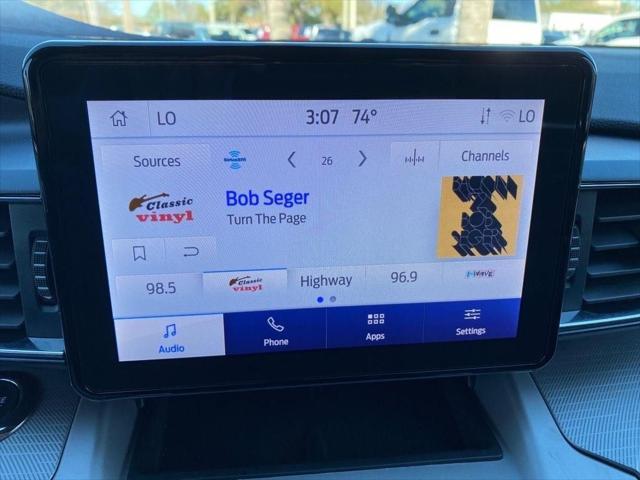 LO 3:07 74° LO
Sources SiriusXM 26 Channels
Classic vinyl
Bob Seger
Turn The Page
98.5 Classic vinyl Highway 96.9
Audio Phone Apps Settings